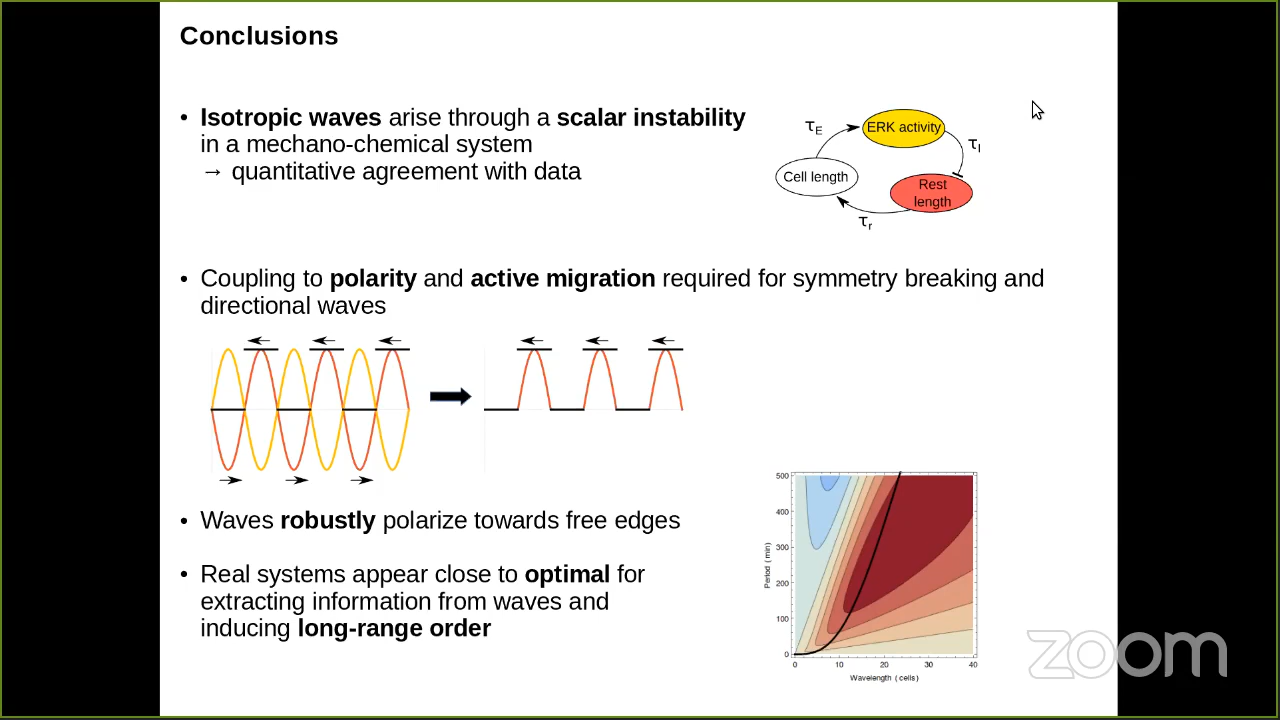 Conclusions
• Isotropic waves arise through a scalar instability
in a mechano-chemical system
→ quantitative agreement with data
τE
ERK activity
τl
Cell length
Rest
length
τr
• Coupling to polarity and active migration required for symmetry breaking and
directional waves
• Waves robustly polarize towards free edges
• Real systems appear close to optimal for
extracting information from waves and
inducing long-range order
500
400
300
200
100
0
Period ( min)
0 10 20 30 40
Wavelength ( cells)
zoom